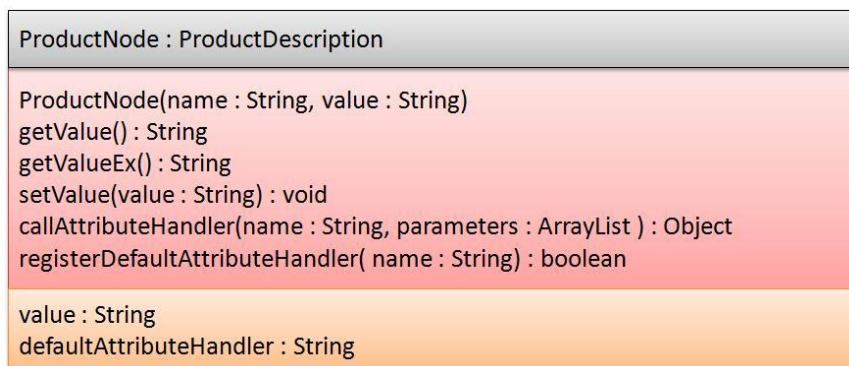 ProductNode : ProductDescription
ProductNode(name : String, value : String)
getValue() : String
getValueEx() : String
setValue(value : String) : void
callAttributeHandler(name : String, parameters : ArrayList ) : Object
registerDefaultAttributeHandler( name : String) : boolean
value : String
defaultAttributeHandler : String